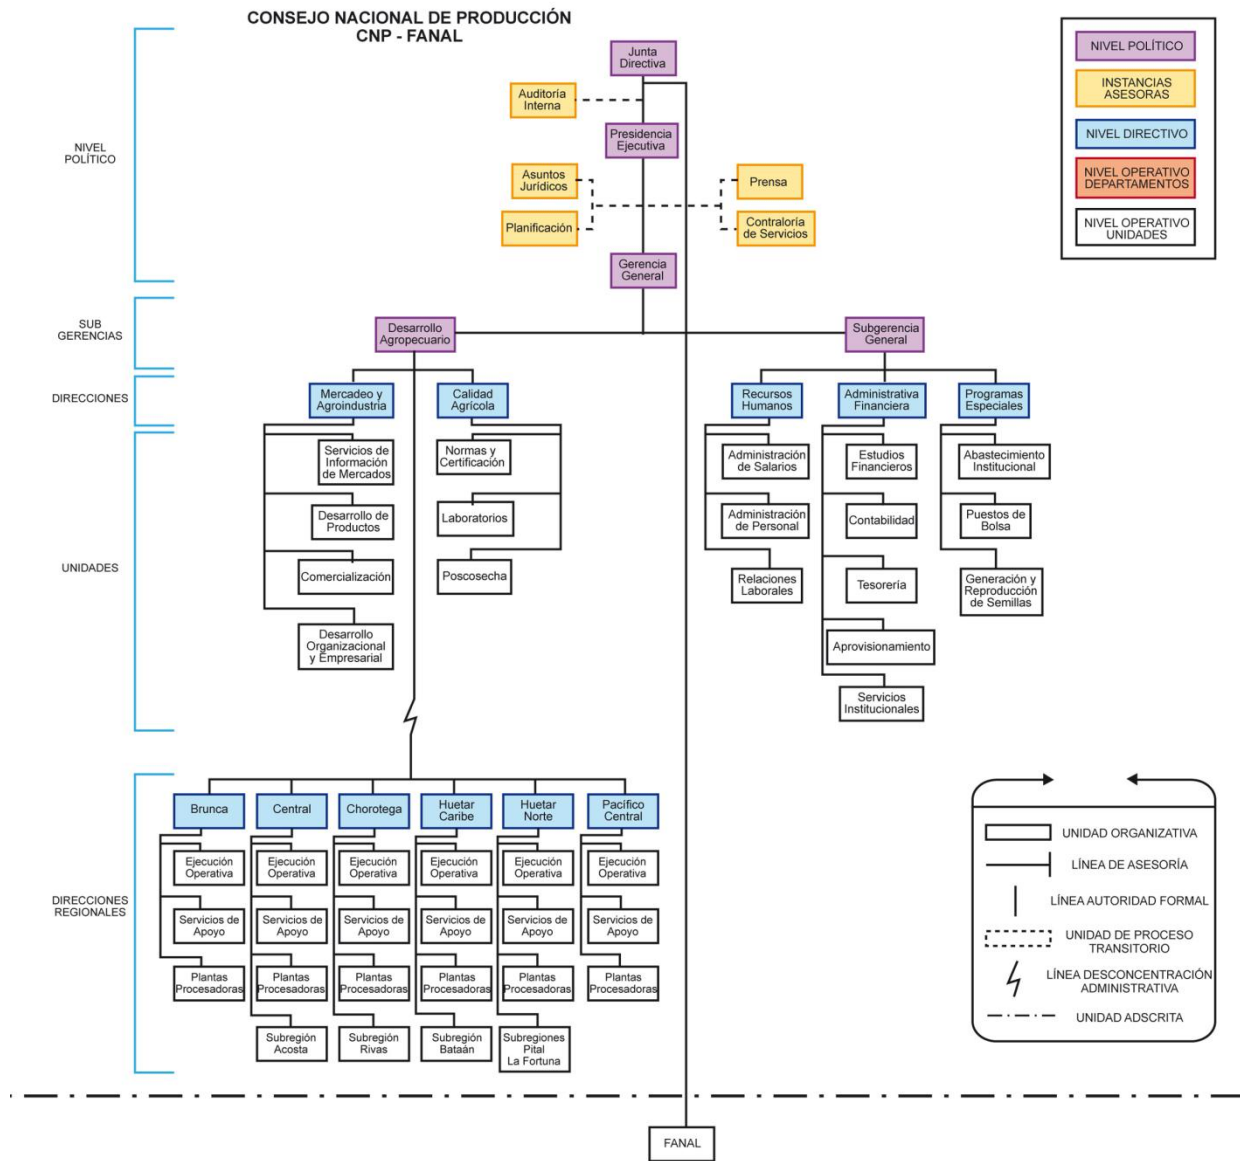 CONSEJO NACIONAL DE PRODUCCIÓN
CNP - FANAL
NIVEL
POLÍTICO
Junta
Directiva
Auditoría
Interna
Presidencia
Ejecutiva
Asuntos
Jurídicos
Prensa
Planificación
Contraloría
de Servicios
Gerencia
General
NIVEL POLÍTICO
INSTANCIAS
ASESORAS
NIVEL DIRECTIVO
NIVEL OPERATIVO
DEPARTAMENTOS
NIVEL OPERATIVO
UNIDADES
SUB
GERENCIAS
Desarrollo
Agropecuario
Subgerencia
General
DIRECCIONES
Mercadeo y
Agroindustria
Calidad
Agrícola
Recursos
Humanos
Administrativa
Financiera
Programas
Especiales
UNIDADES
Servicios de
Información
de Mercados
Desarrollo de
Productos
Comercialización
Desarrollo
Organizacional
y Empresarial
Normas y
Certificación
Laboratorios
Poscosecha
Administración
de Salarios
Administración
de Personal
Relaciones
Laborales
Estudios
Financieros
Contabilidad
Tesorería
Aprovisionamiento
Servicios
Institucionales
Abastecimiento
Institucional
Puestos de
Bolsa
Generación y
Reproducción
de Semillas
DIRECCIONES
REGIONALES
Brunca
Ejecución
Operativa
Servicios de
Apoyo
Plantas
Procesadoras
Central
Ejecución
Operativa
Servicios de
Apoyo
Plantas
Procesadoras
Subregión
Acosta
Chorotega
Ejecución
Operativa
Servicios de
Apoyo
Plantas
Procesadoras
Subregión
Rivas
Huetar
Caribe
Ejecución
Operativa
Servicios de
Apoyo
Plantas
Procesadoras
Subregión
Bataán
Huetar
Norte
Ejecución
Operativa
Servicios de
Apoyo
Plantas
Procesadoras
Subregiones
Pital
La Fortuna
Pacífico
Central
Ejecución
Operativa
Servicios de
Apoyo
Plantas
Procesadoras
UNIDAD ORGANIZATIVA
LÍNEA DE ASESORÍA
LÍNEA AUTORIDAD FORMAL
UNIDAD DE PROCESO
TRANSITORIO
LÍNEA DESCONCENTRACIÓN
ADMINISTRATIVA
UNIDAD ADSCRITA
FANAL